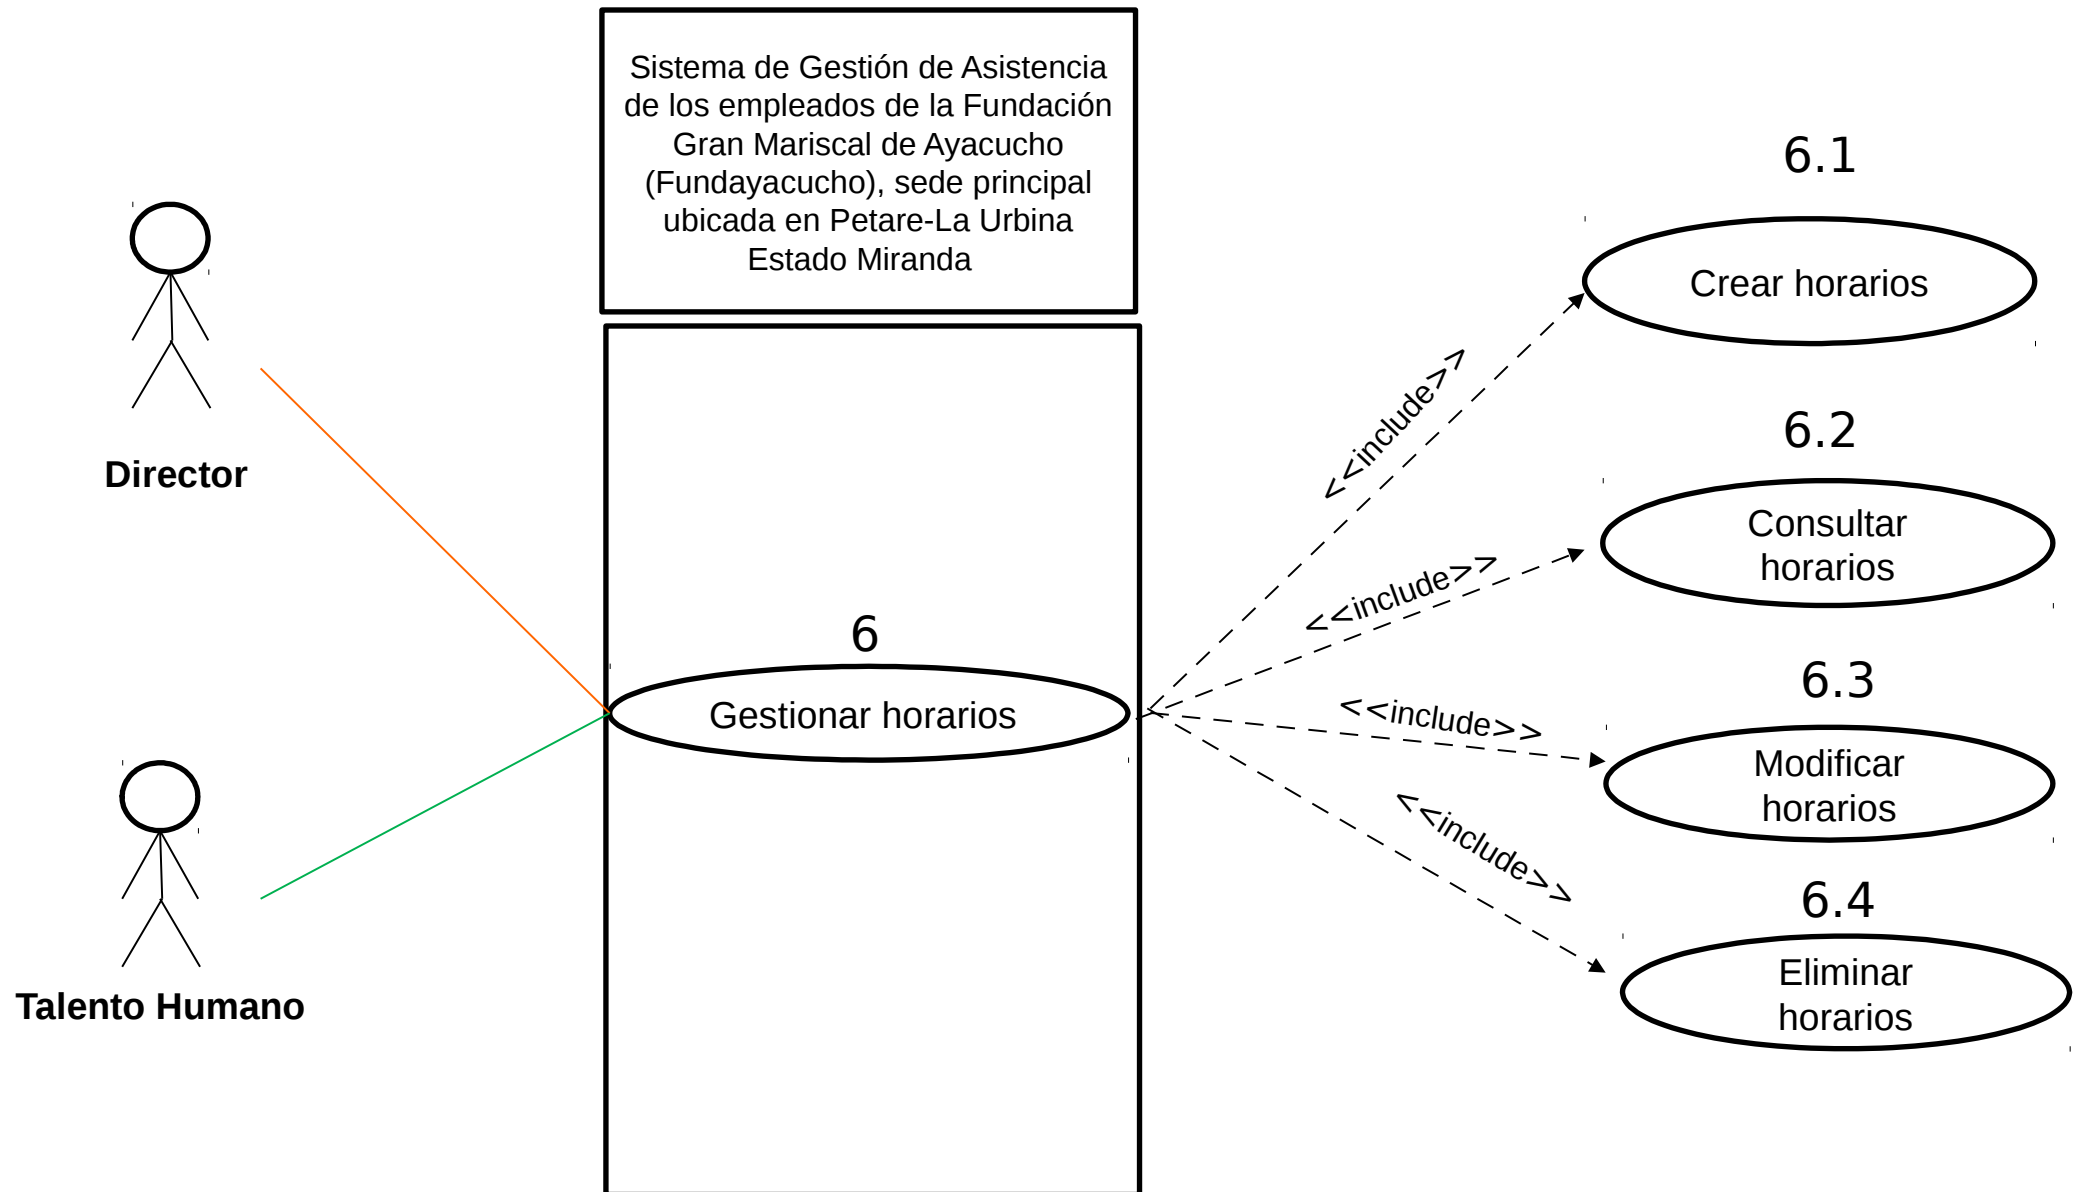 Sistema de Gestión de Asistencia
de los empleados de la Fundación
Gran Mariscal de Ayacucho
(Fundayacucho), sede principal
ubicada en Petare-La Urbina
Estado Miranda
Director
Talento Humano
6
Gestionar horarios
<<include>>
<<include>>
<<include>>
<<include>>
6.1
Crear horarios
6.2
Consultar
horarios
6.3
Modificar
horarios
6.4
Eliminar
horarios